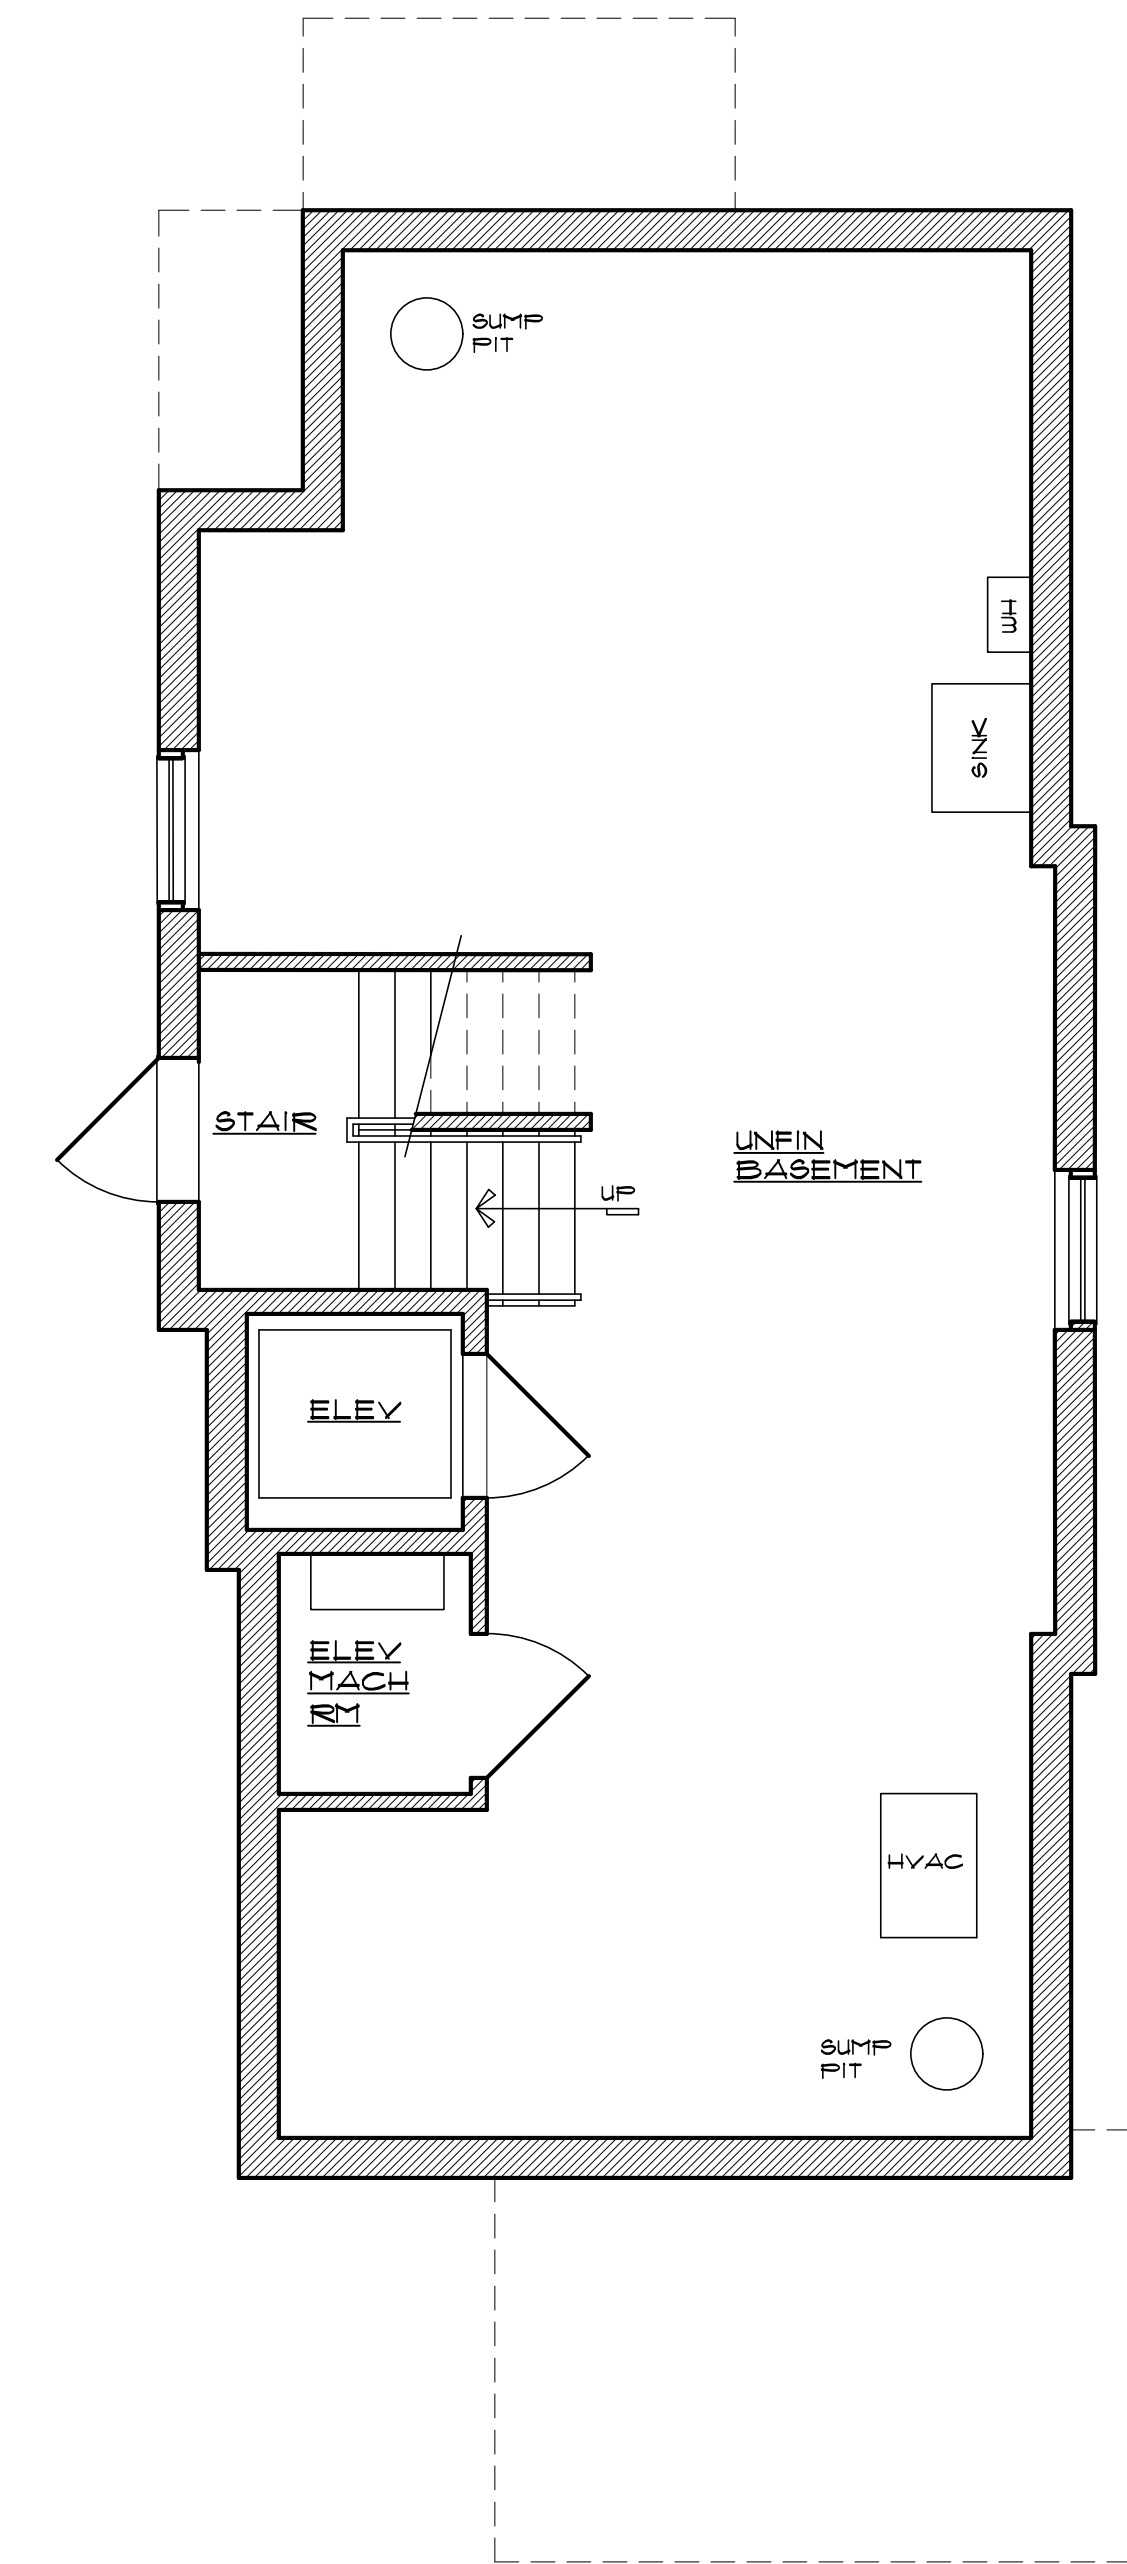 SUMP
PIT
WH
SINK
STAIR
UNFIN
BASEMENT
UP
ELEV
ELEV
MACH
RM
HVAC
SUMP
PIT